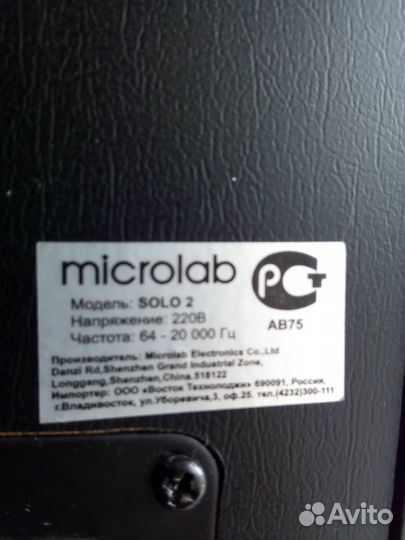 microlab
Модель: SOLO 2
Напряжение: 220В
Частота: 64 - 20 000 Гц
РСТ
АВ75
Производитель: Microlab Electronics Co.,Ltd
Danzi Rd,Shenzhen Grand Industrial Zone,
Longgang,Shenzhen,China.518122
Импортер: ООО «Восток Технолоджи» 690091, Россия,
г.Владивосток, ул.Уборевича,3, оф.25. тел.(4232)300-111
Avito